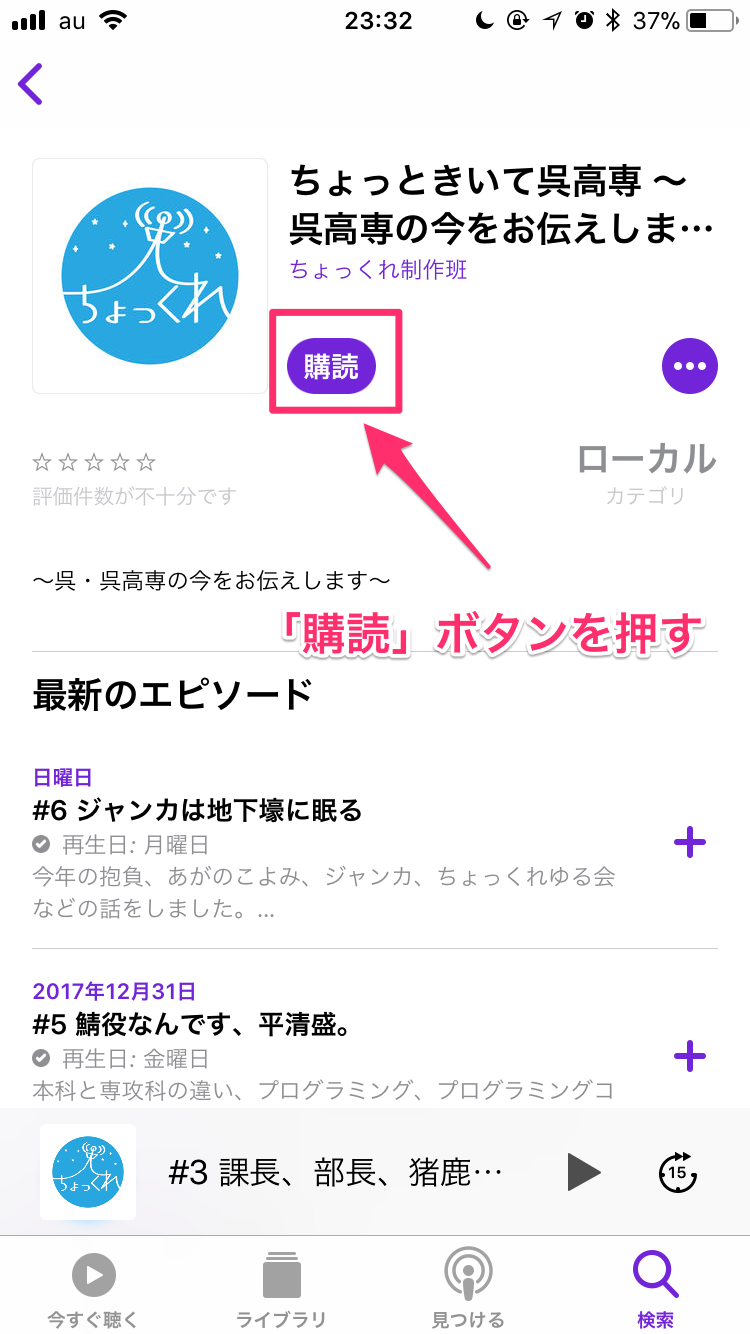 au 23:32 37%
ちょっときいて呉高専 〜
呉高専の今をお伝えしま…
ちょっくれ制作班
ちょっくれ
購読
ローカル
評価件数が不十分です
カテゴリ
〜呉・呉高専の今をお伝えします〜
「購読」ボタンを押す
最新のエピソード
日曜日
#6 ジャンカは地下壕に眠る
再生日: 月曜日
今年の抱負、あがのこよみ、ジャンカ、ちょっくれゆる会
などの話をしました。...
2017年12月31日
#5 鯖役なんです、平清盛。
再生日: 金曜日
本科と専攻科の違い、プログラミング、プログラミングコ
ちょっくれ
#3 課長、部長、猪鹿…
15
今すぐ聴く ライブラリ 見つける 検索